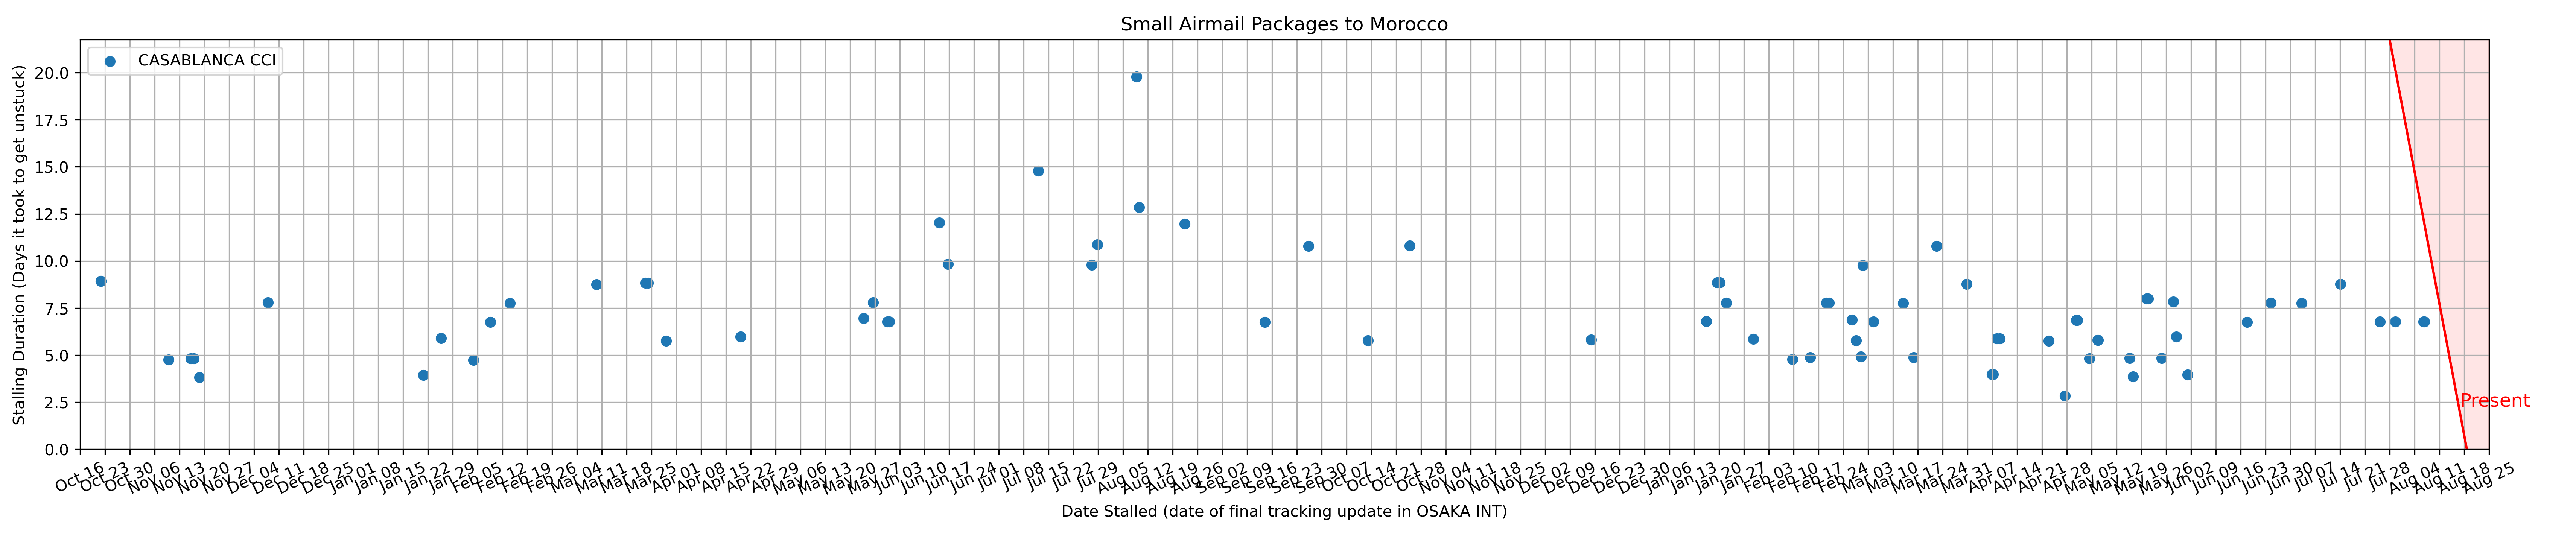 Small Airmail Packages to Morocco
CASABLANCA CCI
Stalling Duration (Days it took to get unstuck)
20.0
17.5
15.0
12.5
10.0
7.5
5.0
2.5
0.0
Present
Oct 16
Oct 23
Oct 30
Nov 06
Nov 13
Nov 20
Nov 27
Dec 04
Dec 11
Dec 18
Dec 25
Jan 01
Jan 08
Jan 15
Jan 22
Jan 29
Feb 05
Feb 12
Feb 19
Feb 26
Mar 04
Mar 11
Mar 18
Mar 25
Apr 01
Apr 08
Apr 15
Apr 22
Apr 29
May 06
May 13
May 20
May 27
Jun 03
Jun 10
Jun 17
Jun 24
Jul 01
Jul 08
Jul 15
Jul 22
Jul 29
Aug 05
Aug 12
Aug 19
Aug 26
Sep 02
Sep 09
Sep 16
Sep 23
Sep 30
Oct 07
Oct 14
Oct 21
Oct 28
Nov 04
Nov 11
Nov 18
Nov 25
Dec 02
Dec 09
Dec 16
Dec 23
Dec 30
Jan 06
Jan 13
Jan 20
Jan 27
Feb 03
Feb 10
Feb 17
Feb 24
Mar 03
Mar 10
Mar 17
Mar 24
Mar 31
Apr 07
Apr 14
Apr 21
Apr 28
May 05
May 12
May 19
May 26
Jun 02
Jun 09
Jun 16
Jun 23
Jun 30
Jul 07
Jul 14
Jul 21
Jul 28
Aug 04
Aug 11
Aug 18
Aug 25
Date Stalled (date of final tracking update in OSAKA INT)